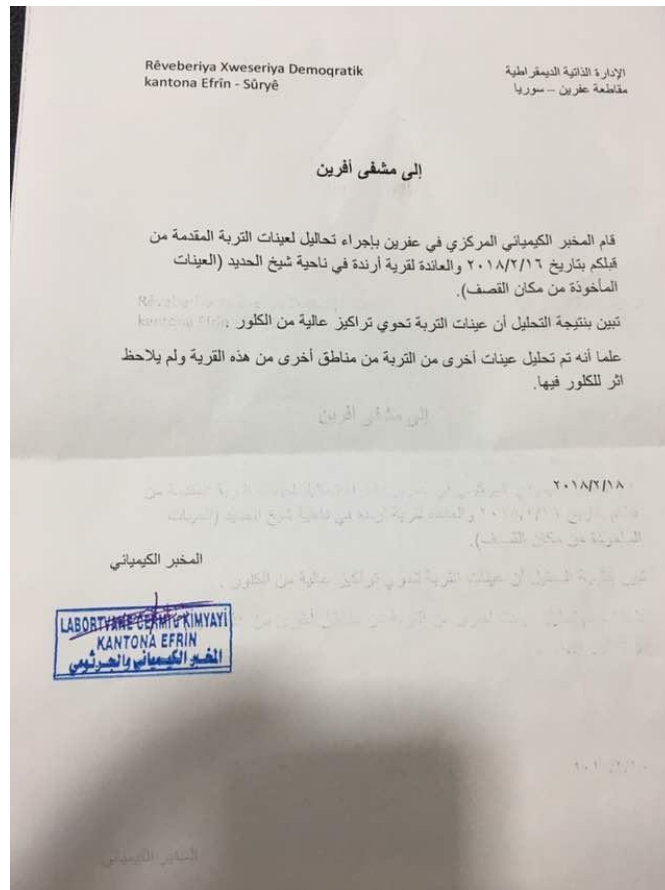 Rêveberiya Xweseriya Demoqratik
kantona Efrîn - Sûryê
الإدارة الذاتية الديمقراطية
مقاطعة عفرين – سوريا
إلى مشفى أفرين
قام المخبر الكيميائي المركزي في عفرين بإجراء تحاليل لعينات التربة المقدمة من
قبلكم بتاريخ ٢٠١٨/٢/١٦ والعائدة لقرية أرندة في ناحية شيخ الحديد (العينات
المأخوذة من مكان القصف).
تبين بنتيجة التحليل أن عينات التربة تحوي تراكيز عالية من الكلور .
علما أنه تم تحليل عينات أخرى من التربة من مناطق أخرى من هذه القرية ولم يلاحظ
اثر للكلور فيها.
٢٠١٨/٢/١٨
المخبر الكيميائي
KIMYAYÎ
KANTONA EFRÎN
المخبر الكيميائي والجرثومي